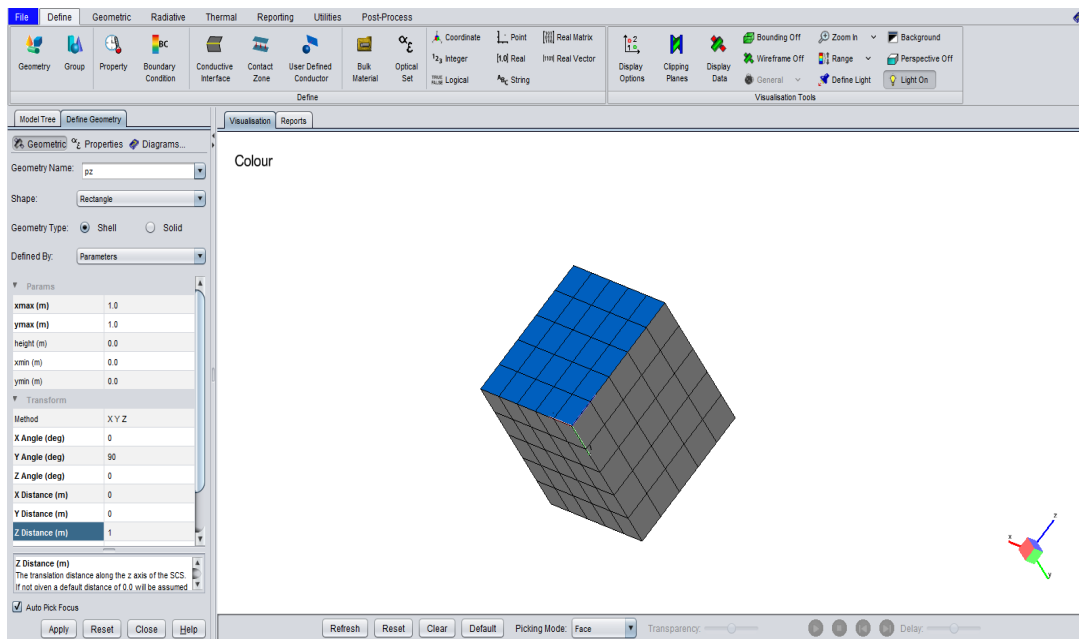 File Define Geometric Radiative Thermal Reporting Utilities Post-Process
Geometry
Group
Property
Boundary
Condition
Conductive
Interface
Contact
Zone
User Defined
Conductor
Bulk
Material
Optical
Set
Coordinate
Point
Real Matrix
Integer
Real
Real Vector
Logical
String
Define
Display
Options
Clipping
Planes
Display
Data
Bounding Off
Zoom In
Background
Wireframe Off
Range
Perspective Off
General
Define Light
Light On
Visualisation Tools
Model Tree Define Geometry
Visualisation Reports
Geometric Properties Diagrams...
Geometry Name: pz
Shape: Rectangle
Geometry Type: Shell Solid
Defined By: Parameters
Params
xmax (m) 1.0
ymax (m) 1.0
height (m) 0.0
xmin (m) 0.0
ymin (m) 0.0
Transform
Method X Y Z
X Angle (deg) 0
Y Angle (deg) 90
Z Angle (deg) 0
X Distance (m) 0
Y Distance (m) 0
Z Distance (m) 1
Z Distance (m)
The translation distance along the z axis of the SCS.
If not given a default distance of 0.0 will be assumed
Auto Pick Focus
Apply Reset Close Help
Colour
z
x
y
Refresh Reset Clear Default Picking Mode: Face Transparency: Delay: